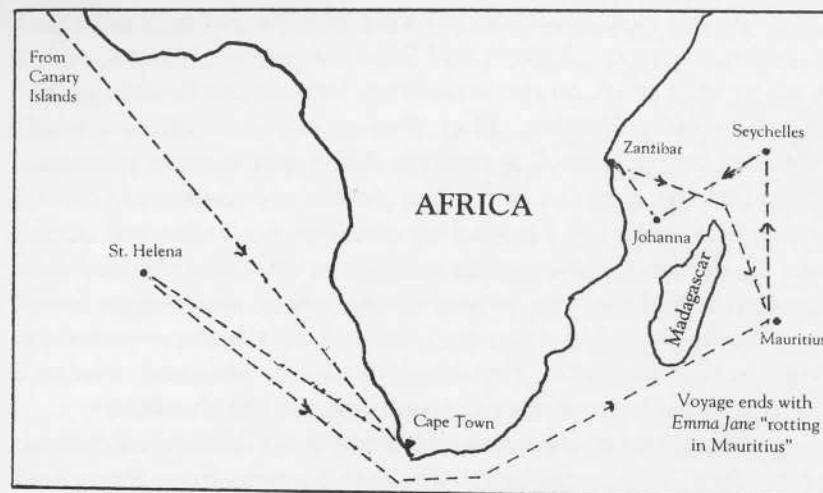 From
Canary
Islands
Zanzibar
Seychelles
AFRICA
Johanna
St. Helena
Madagascar
Mauritius
Cape Town
Voyage ends with
Emma Jane "rotting
in Mauritius"